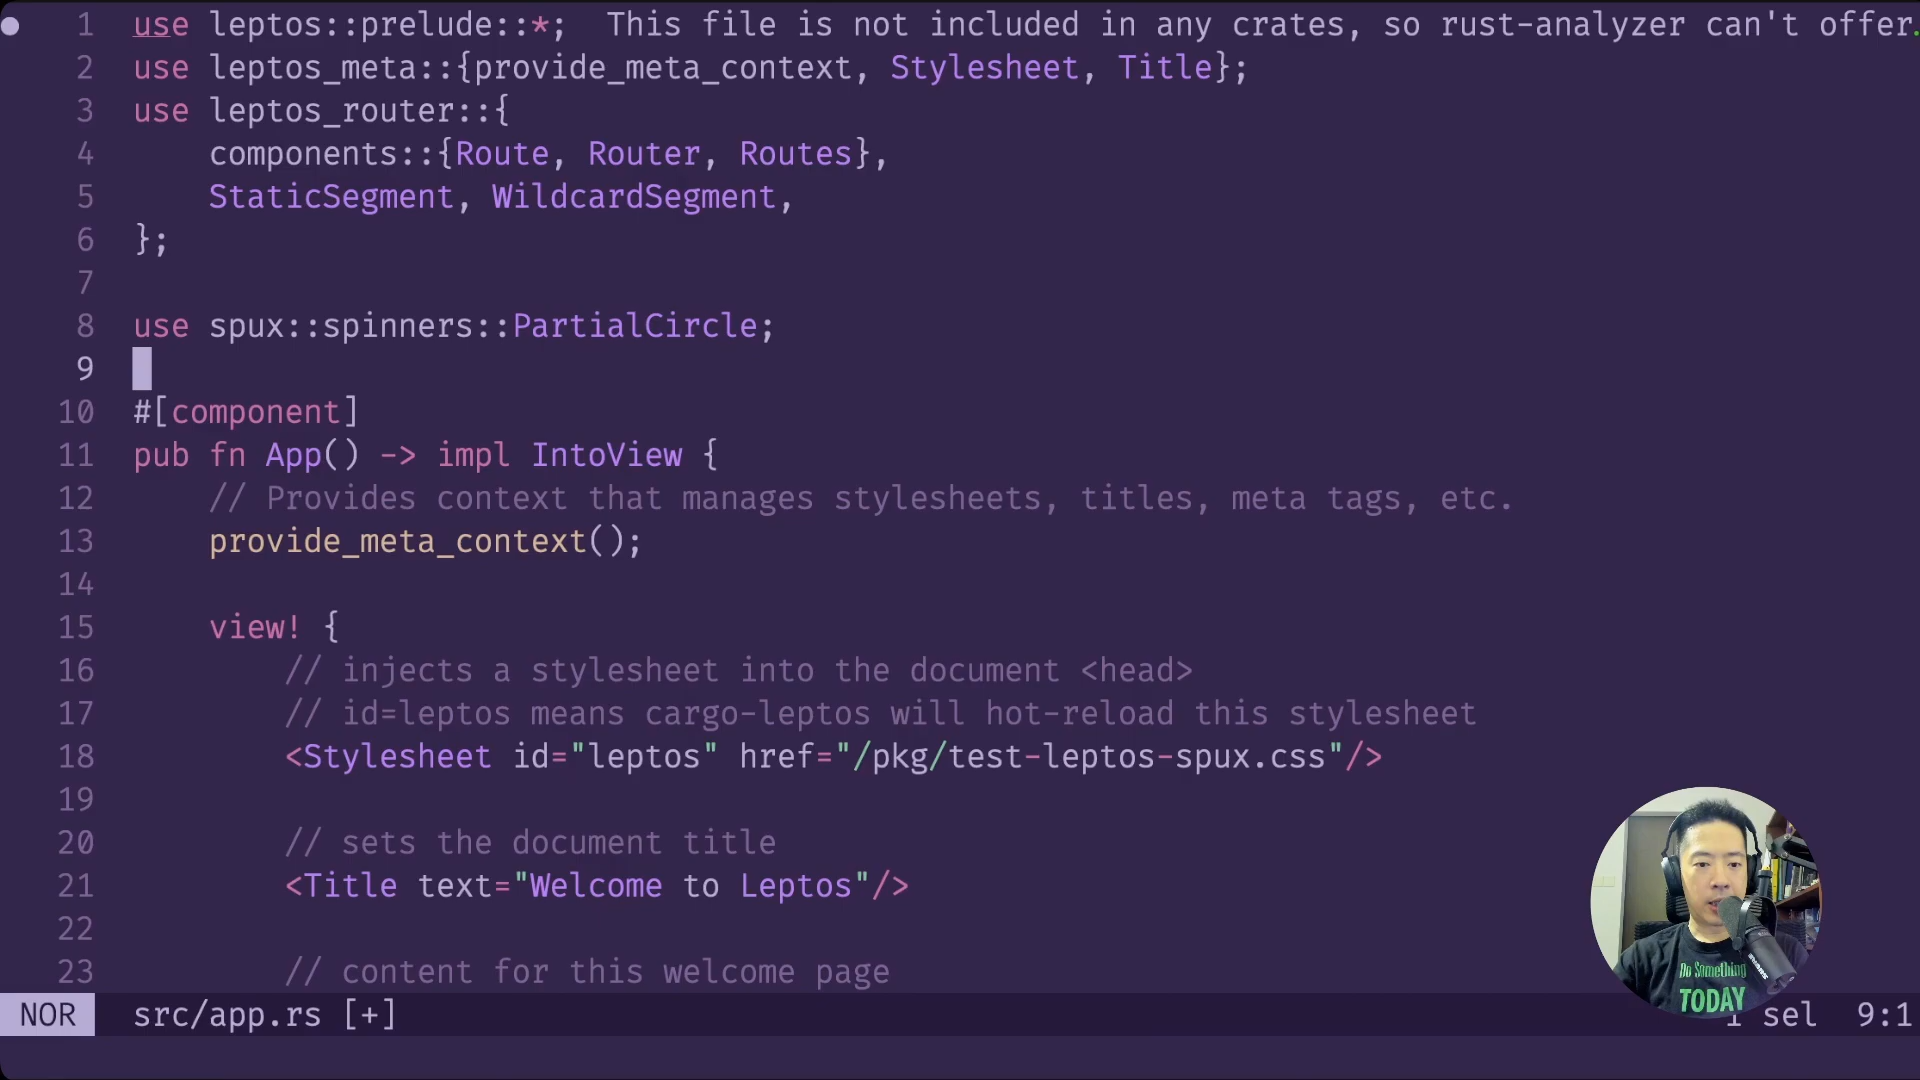 1 use leptos::prelude::*; This file is not included in any crates, so rust-analyzer can't offer.
2 use leptos_meta::{provide_meta_context, Stylesheet, Title};
3 use leptos_router::{
4 components::{Route, Router, Routes},
5 StaticSegment, WildcardSegment,
6 };
7
8 use spux::spinners::PartialCircle;
9
10 #[component]
11 pub fn App() -> impl IntoView {
12 // Provides context that manages stylesheets, titles, meta tags, etc.
13 provide_meta_context();
14
15 view! {
16 // injects a stylesheet into the document <head>
17 // id=leptos means cargo-leptos will hot-reload this stylesheet
18 <Stylesheet id="leptos" href="/pkg/test-leptos-spux.css"/>
19
20 // sets the document title
21 <Title text="Welcome to Leptos"/>
22
23 // content for this welcome page
Do Something
TODAY
NOR src/app.rs [+] 1 sel 9:1